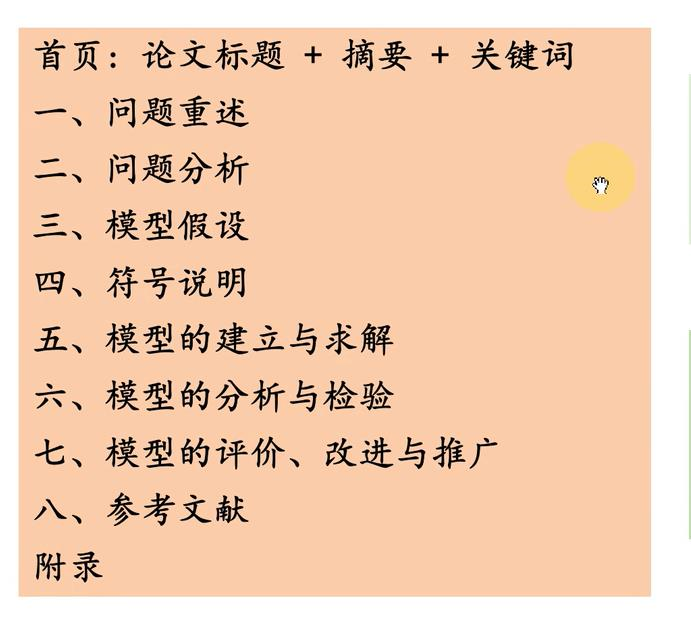 首页：论文标题 + 摘要 + 关键词
一、问题重述
二、问题分析
三、模型假设
四、符号说明
五、模型的建立与求解
六、模型的分析与检验
七、模型的评价、改进与推广
八、参考文献
附录